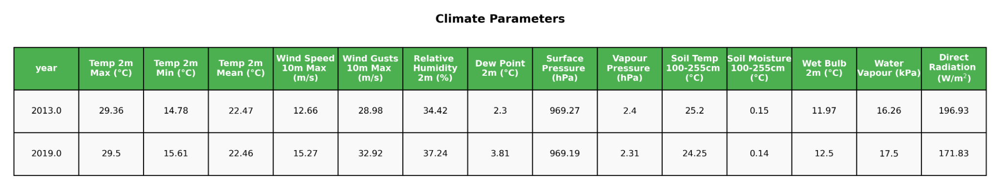 Climate Parameters
year | Temp 2m Max (°C) | Temp 2m Min (°C) | Temp 2m Mean (°C) | Wind Speed 10m Max (m/s) | Wind Gusts 10m Max (m/s) | Relative Humidity 2m (%) | Dew Point 2m (°C) | Surface Pressure (hPa) | Vapour Pressure (hPa) | Soil Temp 100-255cm (°C) | Soil Moisture 100-255cm (°C) | Wet Bulb 2m (°C) | Water Vapour (kPa) | Direct Radiation (W/m²)
2013.0 | 29.36 | 14.78 | 22.47 | 12.66 | 28.98 | 34.42 | 2.3 | 969.27 | 2.4 | 25.2 | 0.15 | 11.97 | 16.26 | 196.93
2019.0 | 29.5 | 15.61 | 22.46 | 15.27 | 32.92 | 37.24 | 3.81 | 969.19 | 2.31 | 24.25 | 0.14 | 12.5 | 17.5 | 171.83